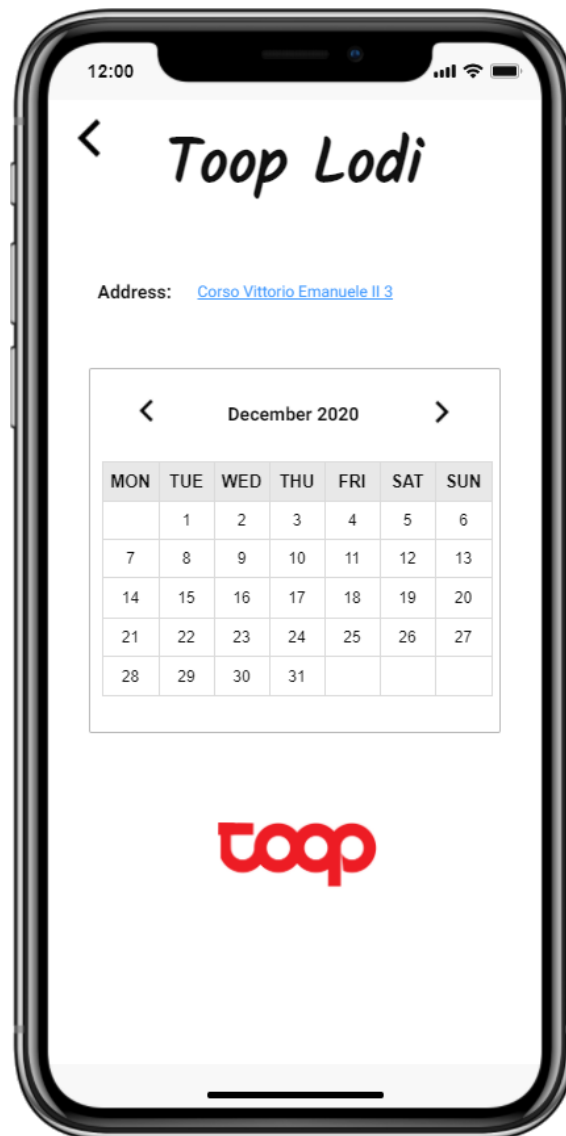 12:00
Toop Lodi
Address: Corso Vittorio Emanuele II 3
December 2020
MON TUE WED THU FRI SAT SUN
1 2 3 4 5 6
7 8 9 10 11 12 13
14 15 16 17 18 19 20
21 22 23 24 25 26 27
28 29 30 31
toop